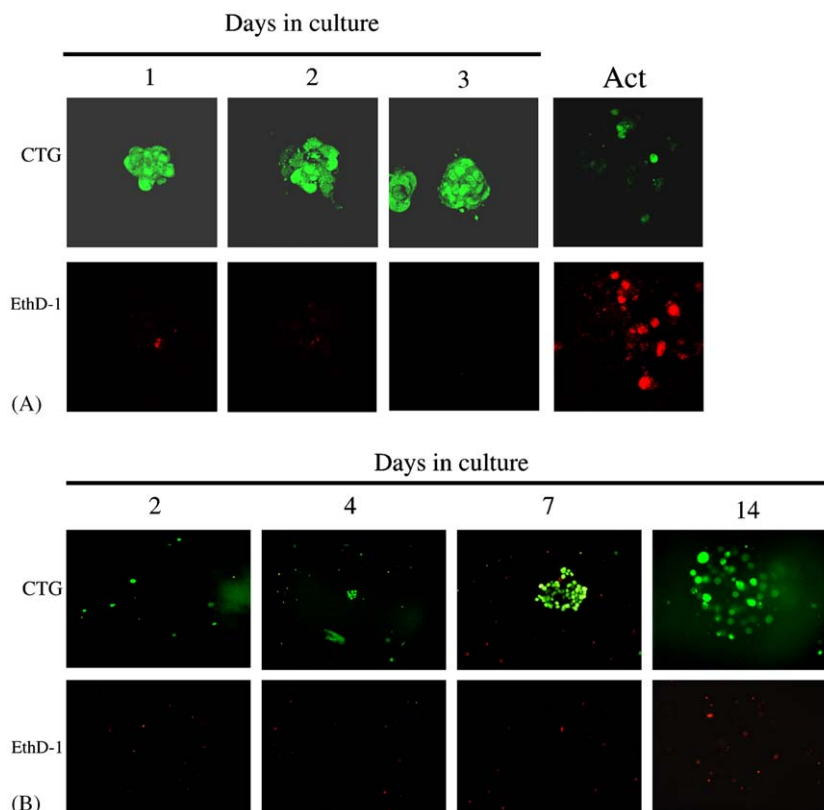 Days in culture
1 2 3 Act
CTG
EthD-1
(A)
Days in culture
2 4 7 14
CTG
EthD-1
(B)